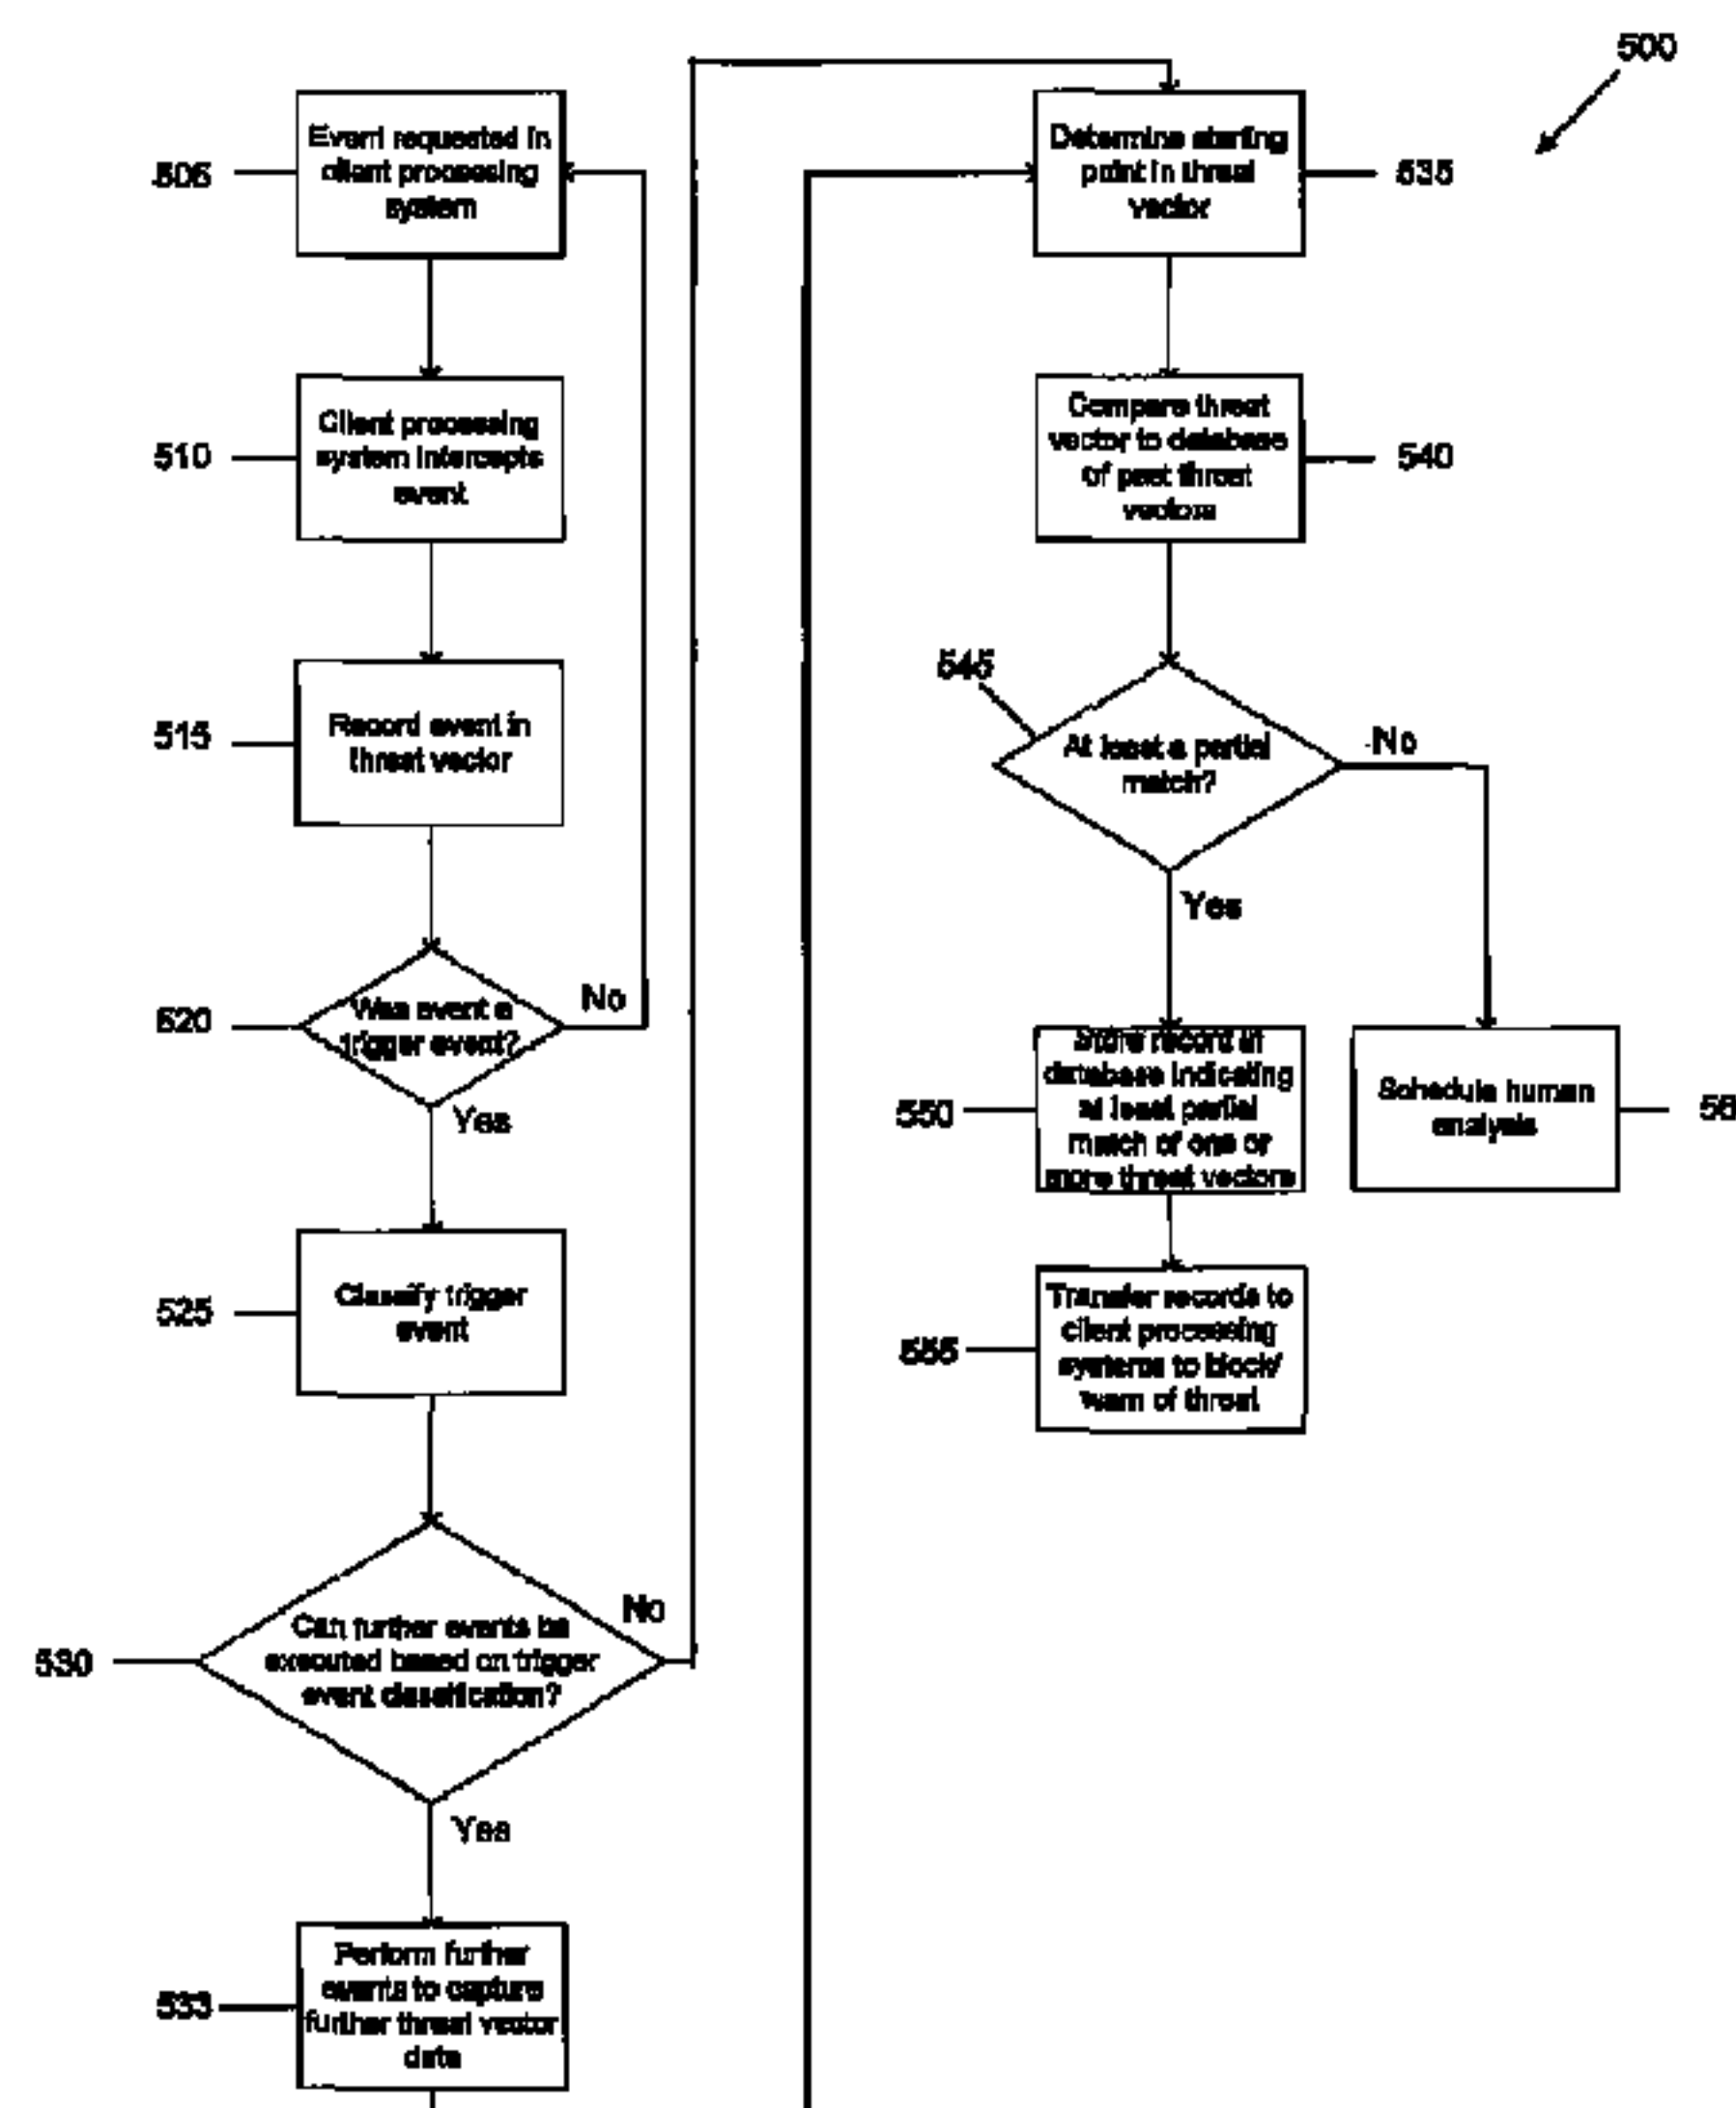 500
505
Event requested in
client processing
system
510
Client processing
system intercepts
event
515
Record event in
threat vector
520
Was event a
trigger event?
No
Yes
525
Classify trigger
event
530
Can further events be
executed based on trigger
event classification?
No
Yes
533
Perform further
events to capture
further threat vector
data
Determine starting
point in threat
vector
535
Compare threat
vector to database
of past threat
vectors
540
545
At least a partial
match?
No
Yes
550
Store record in
database indicating
at least partial
match of one or
more threat vectors
Schedule human
analysis
56
555
Transfer records to
client processing
systems to block/
warn of threat